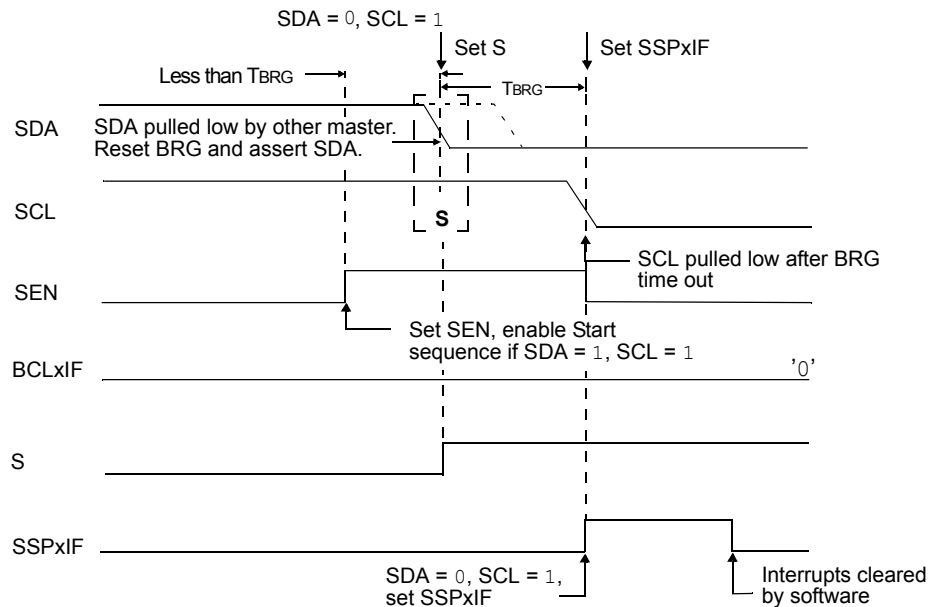 SDA = 0, SCL = 1
Set S
Set SSPxIF
Less than TBRG
TBRG
SDA
SDA pulled low by other master.
Reset BRG and assert SDA.
SCL
S
SCL pulled low after BRG
time out
SEN
Set SEN, enable Start
sequence if SDA = 1, SCL = 1
BCLxIF
'0'
S
SSPxIF
SDA = 0, SCL = 1,
set SSPxIF
Interrupts cleared
by software